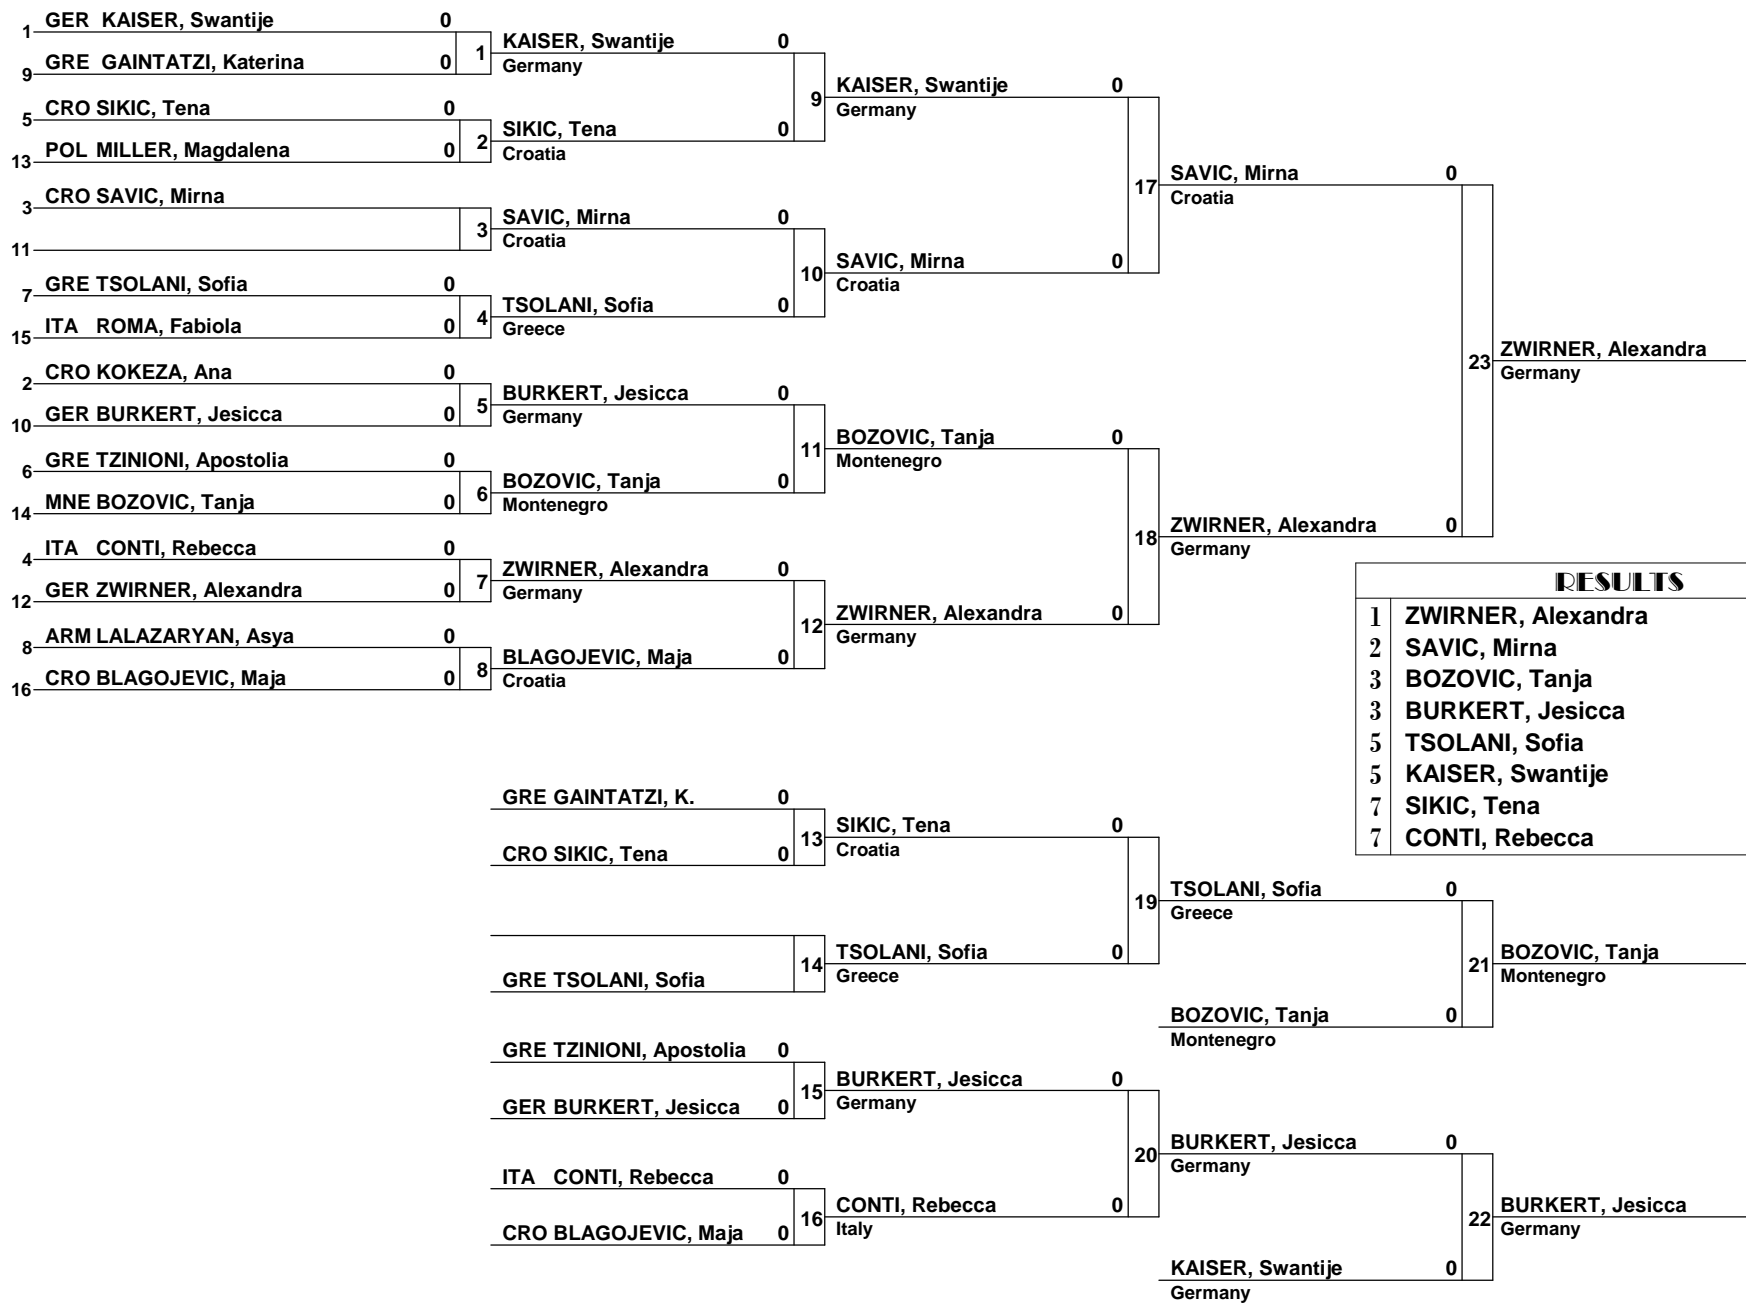 GER KAISER, Swantije 0
1
GRE GAINTATZI, Katerina 0
9
1
CRO SIKIC, Tena 0
5
POL MILLER, Magdalena 0
13
2
CRO SAVIC, Mirna
3
11
3
GRE TSOLANI, Sofia 0
7
ITA ROMA, Fabiola 0
15
4
CRO KOKEZA, Ana 0
2
GER BURKERT, Jesicca 0
10
5
GRE TZINIONI, Apostolia 0
6
MNE BOZOVIC, Tanja 0
14
6
ITA CONTI, Rebecca 0
4
GER ZWIRNER, Alexandra 0
12
7
ARM LALAZARYAN, Asya 0
8
CRO BLAGOJEVIC, Maja 0
16
8
KAISER, Swantije 0
Germany
9
SIKIC, Tena 0
Croatia
SAVIC, Mirna 0
Croatia
10
TSOLANI, Sofia 0
Greece
BURKERT, Jesicca 0
Germany
11
BOZOVIC, Tanja 0
Montenegro
ZWIRNER, Alexandra 0
Germany
12
BLAGOJEVIC, Maja 0
Croatia
KAISER, Swantije 0
Germany
17
SAVIC, Mirna 0
Croatia
BOZOVIC, Tanja 0
Montenegro
18
ZWIRNER, Alexandra 0
Germany
SAVIC, Mirna 0
Croatia
23
ZWIRNER, Alexandra 0
Germany
ZWIRNER, Alexandra
Germany
RESULTS
1 ZWIRNER, Alexandra
2 SAVIC, Mirna
3 BOZOVIC, Tanja
3 BURKERT, Jesicca
5 TSOLANI, Sofia
5 KAISER, Swantije
7 SIKIC, Tena
7 CONTI, Rebecca
GRE GAINTATZI, K. 0
13
CRO SIKIC, Tena 0
14
GRE TSOLANI, Sofia
GRE TZINIONI, Apostolia 0
15
GER BURKERT, Jesicca 0
ITA CONTI, Rebecca 0
16
CRO BLAGOJEVIC, Maja 0
SIKIC, Tena 0
Croatia
19
TSOLANI, Sofia 0
Greece
BURKERT, Jesicca 0
Germany
20
CONTI, Rebecca 0
Italy
TSOLANI, Sofia 0
Greece
21
BOZOVIC, Tanja 0
Montenegro
BURKERT, Jesicca 0
Germany
22
KAISER, Swantije 0
Germany
BOZOVIC, Tanja
Montenegro
BURKERT, Jesicca
Germany